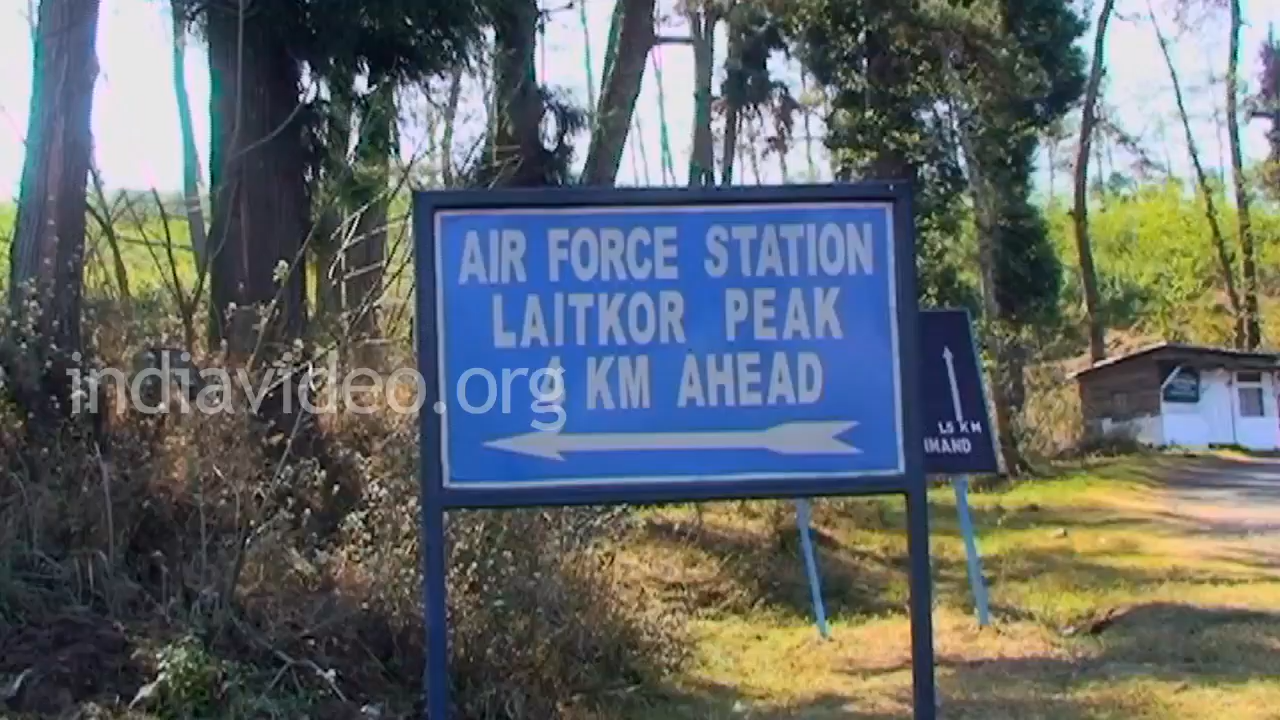 AIR FORCE STATION
LAITKOR PEAK
4 KM AHEAD
indiavideo.org
1.5 KM